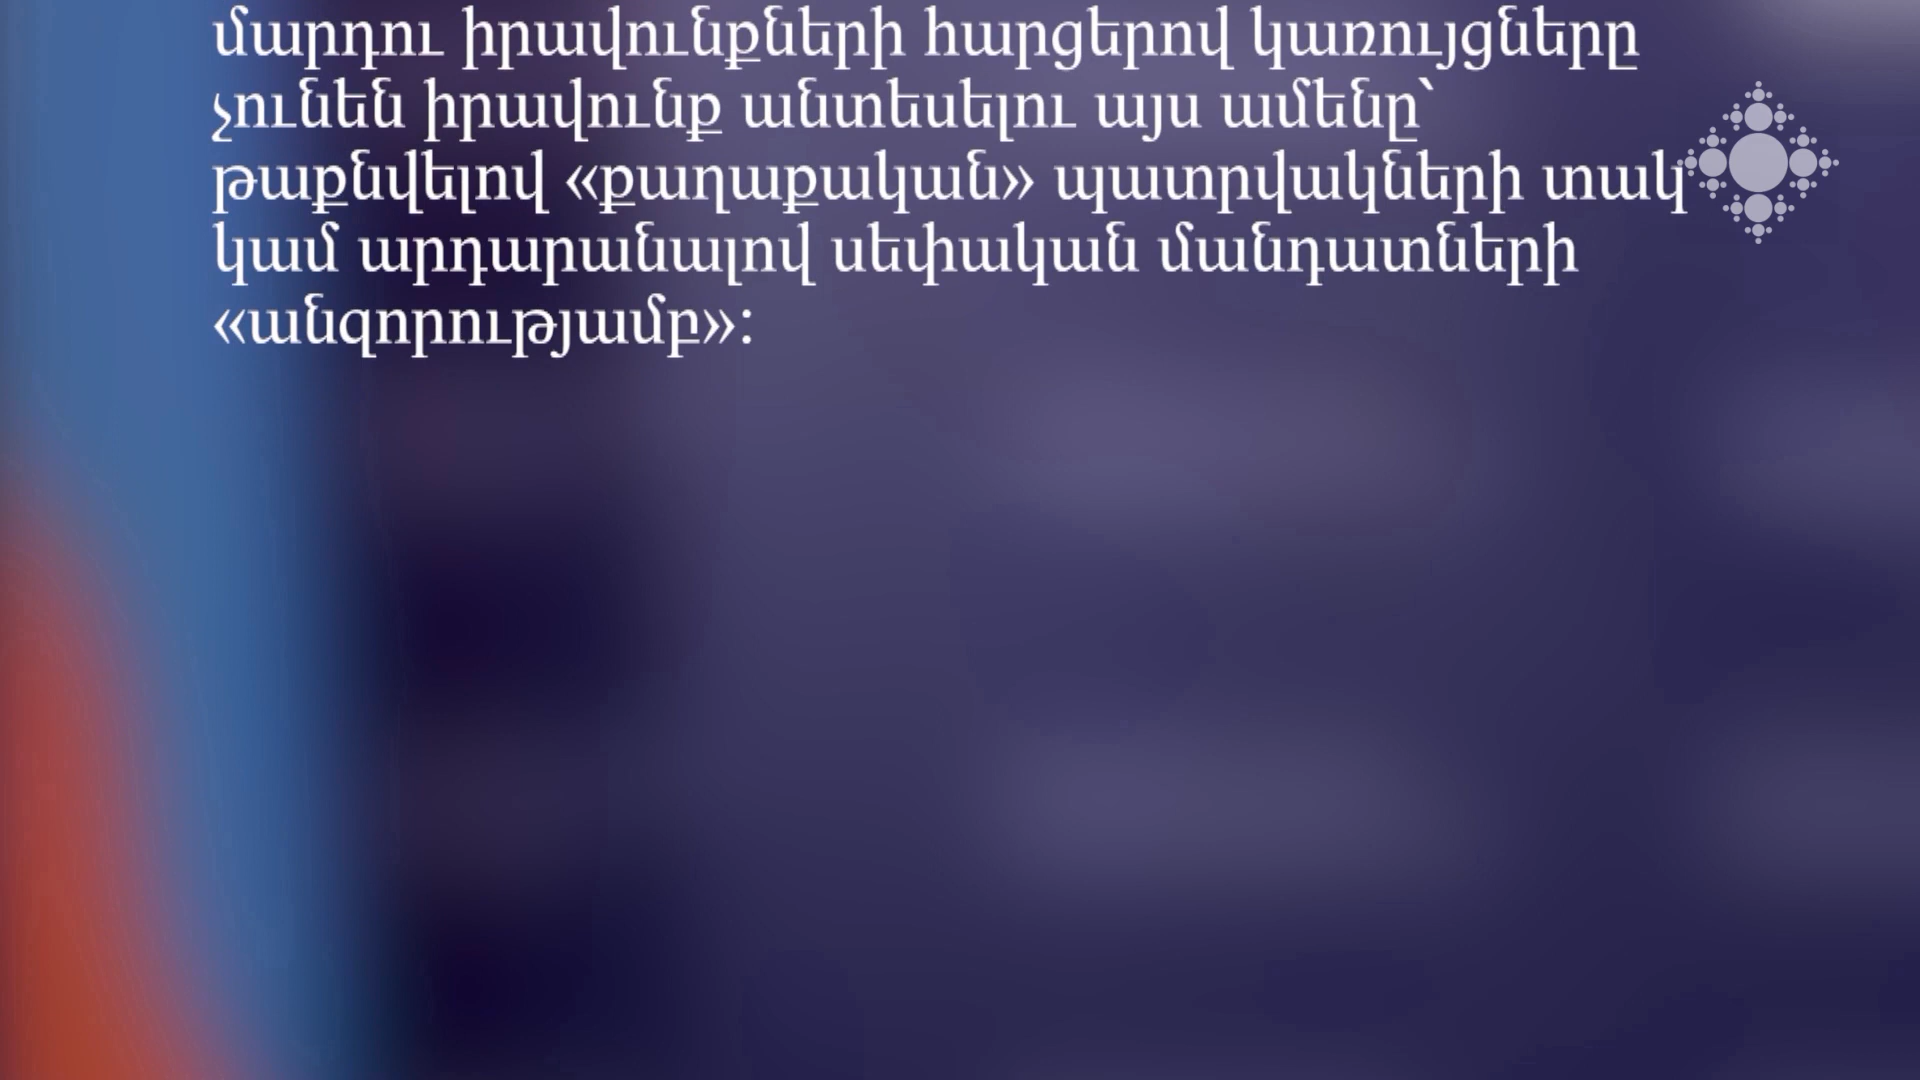 մարդու իրավունքների հարցերով կառույցները
չունեն իրավունք անտեսելու այս ամենը՝
թաքնվելով «քաղաքական» պատրվակների տակ
կամ արդարանալով սեփական մանդատների
«անզորությամբ»: